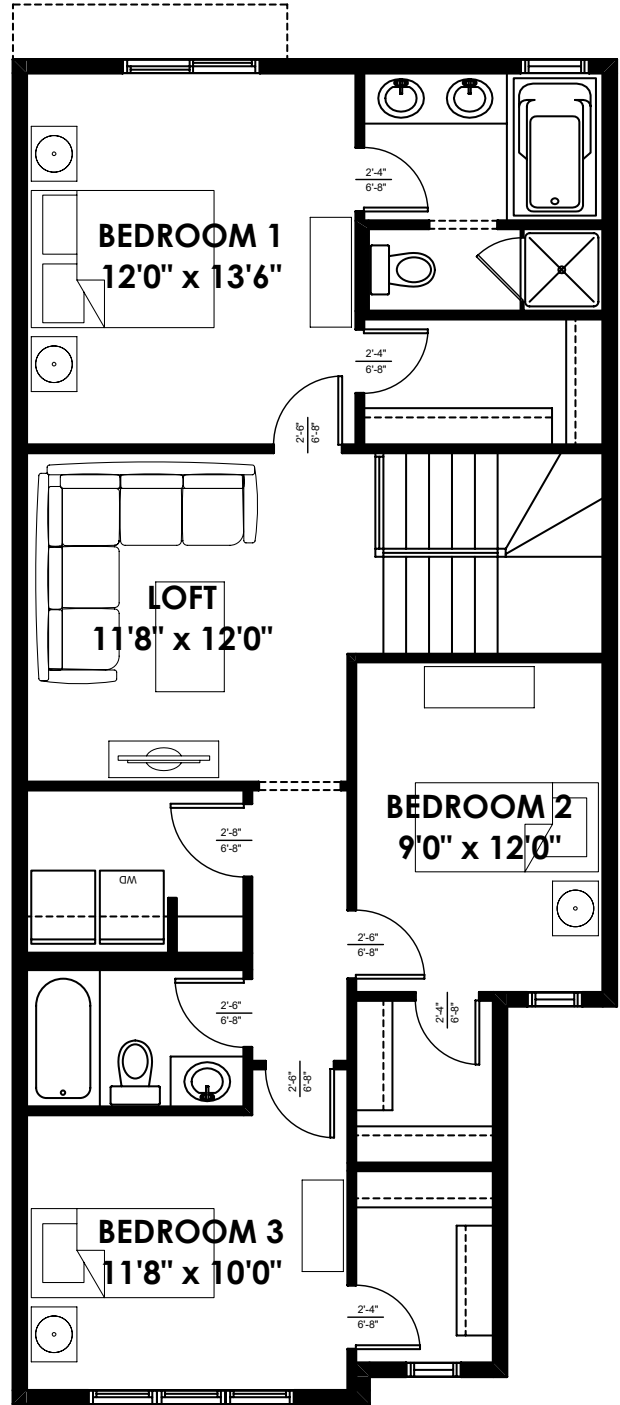 2'-4"
6'-8"
BEDROOM 1
12'0" x 13'6"
2'-4"
6'-8"
2'-6"
6'-8"
LOFT
11'8" x 12'0"
BEDROOM 2
9'0" x 12'0"
2'-8"
6'-8"
WD
2'-6"
6'-8"
2'-6"
6'-8"
2'-4"
6'-8"
2'-6"
6'-8"
BEDROOM 3
11'8" x 10'0"
2'-4"
6'-8"